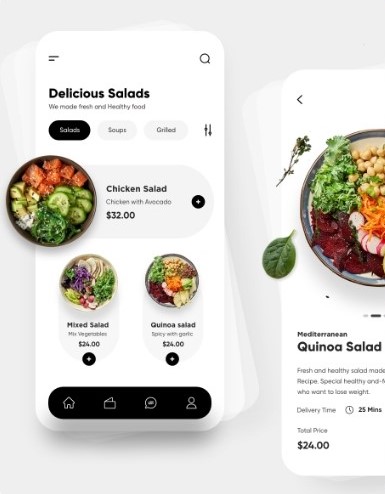 Delicious Salads
We made fresh and Healthy food
Salads
Soups
Grilled
Chicken Salad
Chicken with Avocado
$32.00
Mixed Salad
Mix Vegetables
$24.00
Quinoa salad
Spicy with garlic
$24.00
Mediterranean
Quinoa Salad
Fresh and healthy salad made
Recipe. Special healthy and-f
who want to lose weight.
Delivery Time
25 Mins
Total Price
$24.00